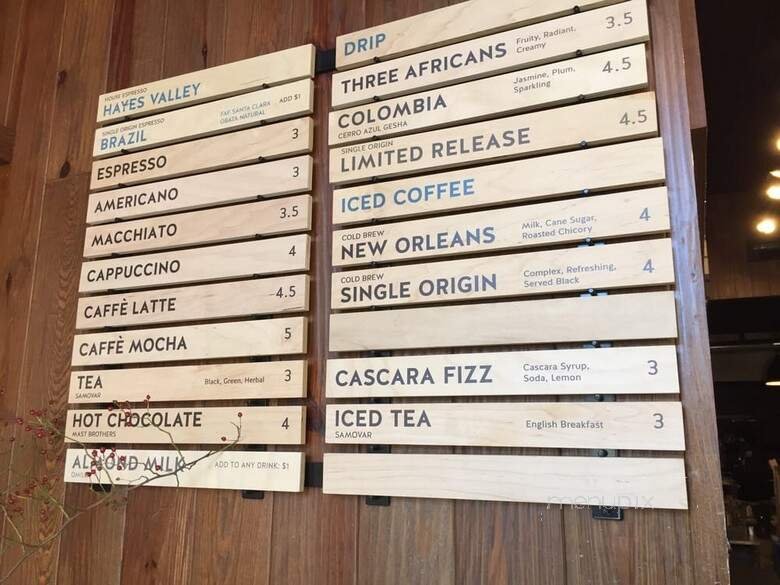 HOUSE ESPRESSO
HAYES VALLEY
SINGLE ORIGIN ESPRESSO
BRAZIL FAF SANTA CLARA ADD $1
OBATA NATURAL
ESPRESSO 3
AMERICANO 3
MACCHIATO 3.5
CAPPUCCINO 4
CAFFÈ LATTE 4.5
CAFFÈ MOCHA 5
TEA Black, Green, Herbal 3
SAMOVAR
HOT CHOCOLATE 4
MAST BROTHERS
ALMOND MILK ADD TO ANY DRINK: $1
DRIP
THREE AFRICANS Fruity, Radiant, 3.5
Creamy
COLOMBIA Jasmine, Plum, 4.5
CERRO AZUL GESHA Sparkling
SINGLE ORIGIN
LIMITED RELEASE 4.5
ICED COFFEE
COLD BREW
NEW ORLEANS Milk, Cane Sugar, 4
Roasted Chicory
COLD BREW
SINGLE ORIGIN Complex, Refreshing, 4
Served Black
CASCARA FIZZ Cascara Syrup, 3
Soda, Lemon
ICED TEA English Breakfast 3
SAMOVAR
menupix